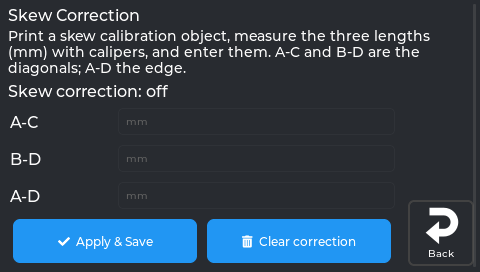 Skew Correction
Print a skew calibration object, measure the three lengths
(mm) with calipers, and enter them. A-C and B-D are the
diagonals; A-D the edge.
Skew correction: off
A-C
mm
B-D
mm
A-D
mm
Apply & Save
Clear correction
Back